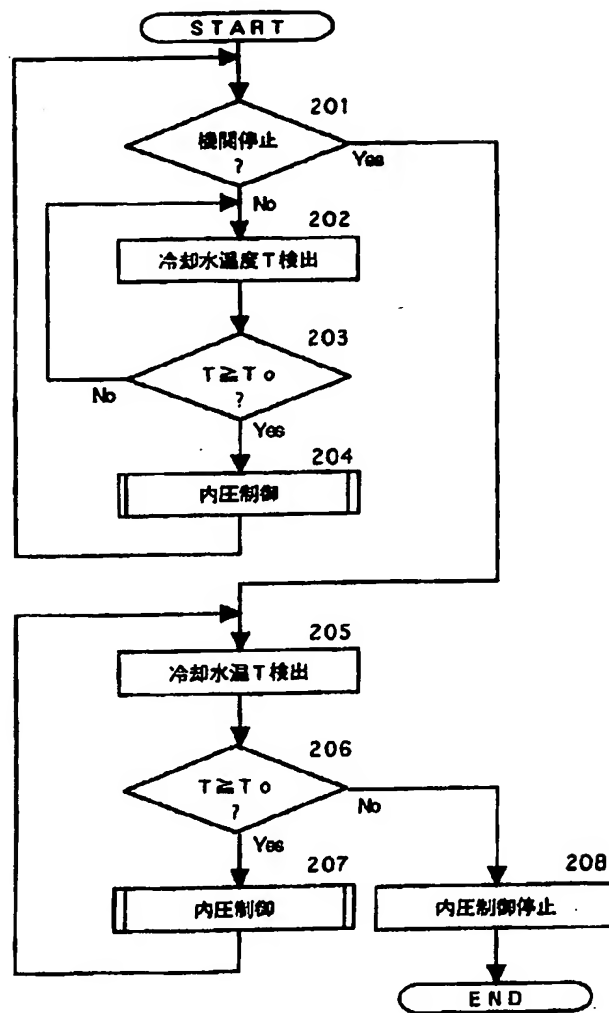 START
201
機関停止
?
Yes
No
202
冷却水温度T検出
203
T≧To
?
No
Yes
204
内圧制御
205
冷却水温T検出
206
T≧To
?
No
Yes
207
内圧制御
208
内圧制御停止
END